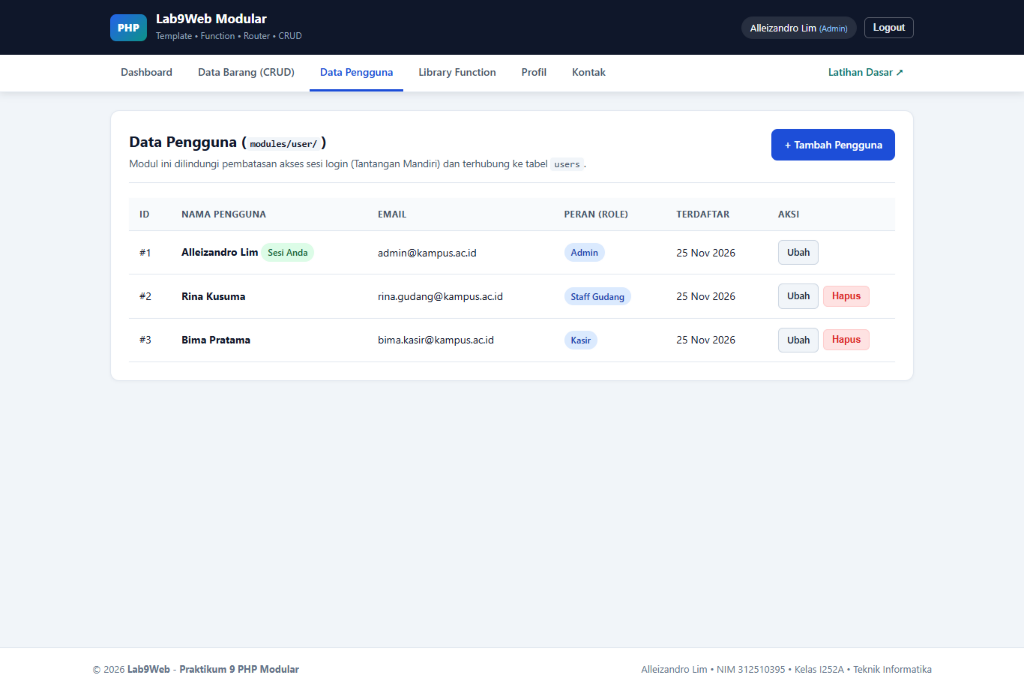 PHP
Lab9Web Modular
Template • Function • Router • CRUD
Alleizandro Lim (Admin)
Logout
Dashboard
Data Barang (CRUD)
Data Pengguna
Library Function
Profil
Kontak
Latihan Dasar ↗
Data Pengguna ( modules/user/ )
Modul ini dilindungi pembatasan akses sesi login (Tantangan Mandiri) dan terhubung ke tabel users .
+ Tambah Pengguna
ID NAMA PENGGUNA EMAIL PERAN (ROLE) TERDAFTAR AKSI
#1 Alleizandro Lim Sesi Anda admin@kampus.ac.id Admin 25 Nov 2026 Ubah
#2 Rina Kusuma rina.gudang@kampus.ac.id Staff Gudang 25 Nov 2026 Ubah Hapus
#3 Bima Pratama bima.kasir@kampus.ac.id Kasir 25 Nov 2026 Ubah Hapus
© 2026 Lab9Web - Praktikum 9 PHP Modular
Alleizandro Lim • NIM 312510395 • Kelas I252A • Teknik Informatika